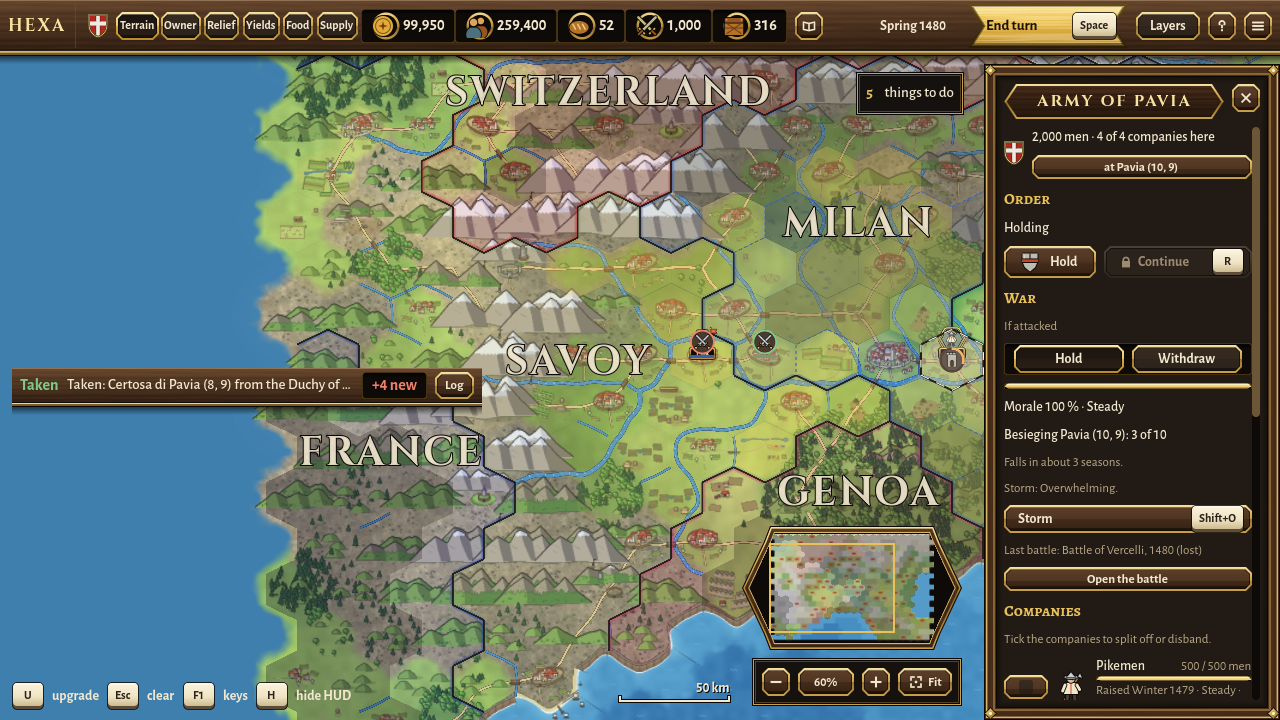 HEXA
Terrain
Owner
Relief
Yields
Food
Supply
99,950
259,400
52
1,000
316
Spring 1480
End turn
Space
Layers
?
SWITZERLAND
5 things to do
MILAN
SAVOY
Taken Taken: Certosa di Pavia (8, 9) from the Duchy of ...
+4 new
Log
FRANCE
GENOA
ARMY OF PAVIA
2,000 men · 4 of 4 companies here
at Pavia (10, 9)
ORDER
Holding
Hold
Continue
R
WAR
If attacked
Hold
Withdraw
Morale 100 % · Steady
Besieging Pavia (10, 9): 3 of 10
Falls in about 3 seasons.
Storm: Overwhelming.
Storm
Shift+O
Last battle: Battle of Vercelli, 1480 (lost)
Open the battle
COMPANIES
Tick the companies to split off or disband.
Pikemen
500 / 500 men
Raised Winter 1479 · Steady ·
50 km
60%
Fit
U upgrade
Esc clear
F1 keys
H hide HUD